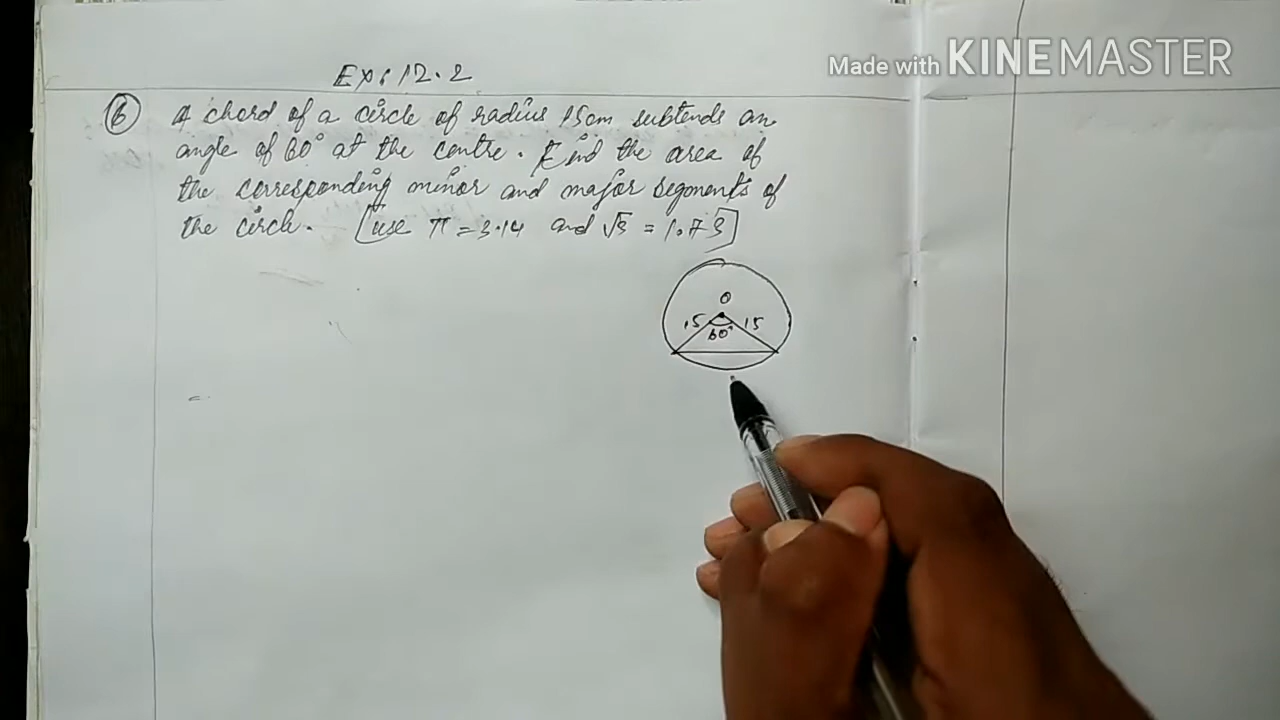 Made with KINEMASTER
Ex: 12.2
6 A chord of a circle of radius 15cm subtends an
angle of 60° at the centre. Find the area of
the corresponding minor and major segments of
the circle. [use π = 3.14 and √3 = 1.73]
O
15 60° 15